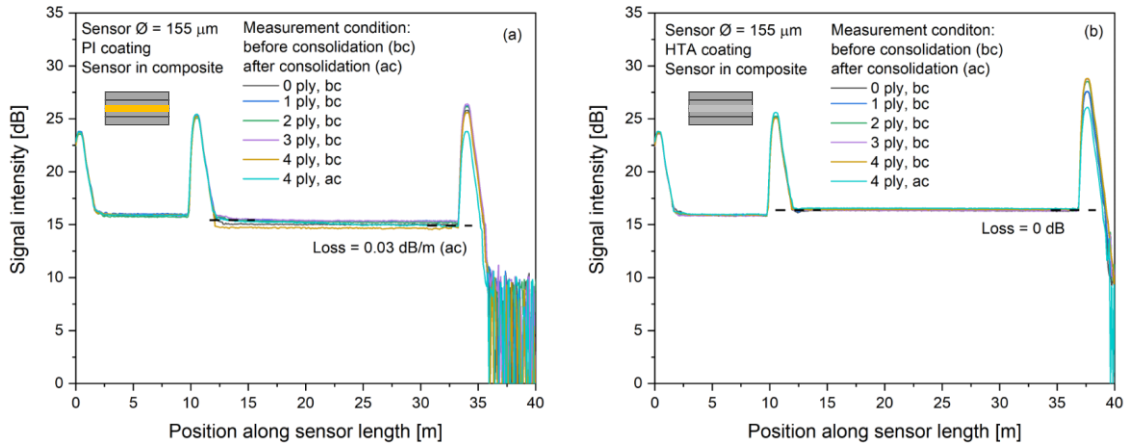 Sensor Ø = 155 µm
PI coating
Sensor in composite
Measurement condition:
before consolidation (bc)
after consolidation (ac)
0 ply, bc
1 ply, bc
2 ply, bc
3 ply, bc
4 ply, bc
4 ply, ac
(a)
Loss = 0.03 dB/m (ac)
Signal intensity [dB]
35
30
25
20
15
10
5
0
0
5
10
15
20
25
30
35
40
Position along sensor length [m]
Sensor Ø = 155 µm
HTA coating
Sensor in composite
Measurement conditon:
before consolidation (bc)
after consolidation (ac)
0 ply, bc
1 ply, bc
2 ply, bc
3 ply, bc
4 ply, bc
4 ply, ac
(b)
Loss = 0 dB
Signal intensity [dB]
35
30
25
20
15
10
5
0
0
5
10
15
20
25
30
35
40
Position along sensor length [m]